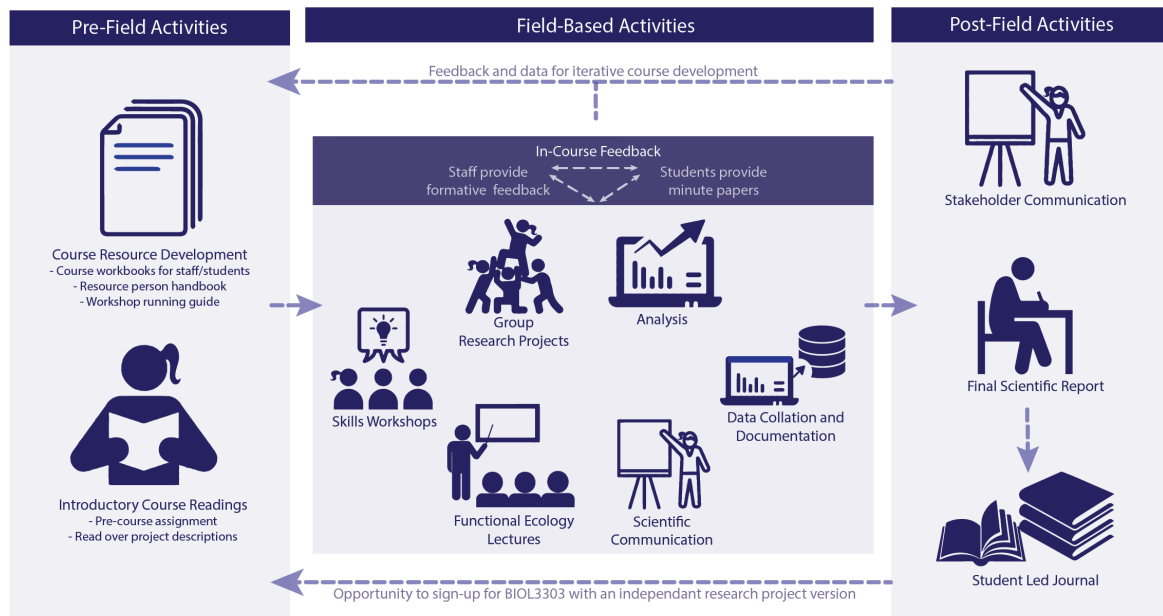 Pre-Field Activities
Course Resource Development
- Course workbooks for staff/students
- Resource person handbook
- Workshop running guide
Introductory Course Readings
- Pre-course assignment
- Read over project descriptions
Field-Based Activities
Feedback and data for iterative course development
In-Course Feedback
Staff provide
formative feedback
Students provide
minute papers
Group
Research Projects
Analysis
Skills Workshops
Data Collation and
Documentation
Functional Ecology
Lectures
Scientific
Communication
Opportunity to sign-up for BIOL3303 with an independant research project version
Post-Field Activities
Stakeholder Communication
Final Scientific Report
Student Led Journal